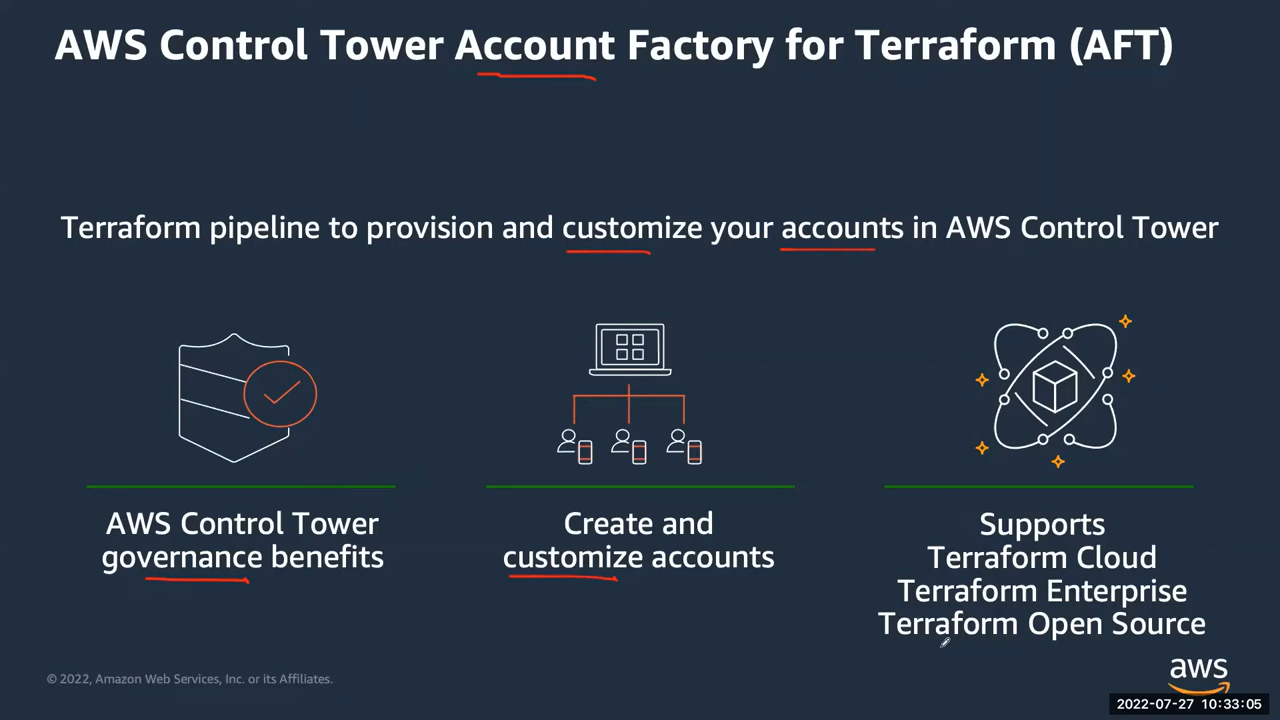 AWS Control Tower Account Factory for Terraform (AFT)
Terraform pipeline to provision and customize your accounts in AWS Control Tower
AWS Control Tower
governance benefits
Create and
customize accounts
Supports
Terraform Cloud
Terraform Enterprise
Terraform Open Source
© 2022, Amazon Web Services, Inc. or its Affiliates.
aws
2022-07-27 10:33:05